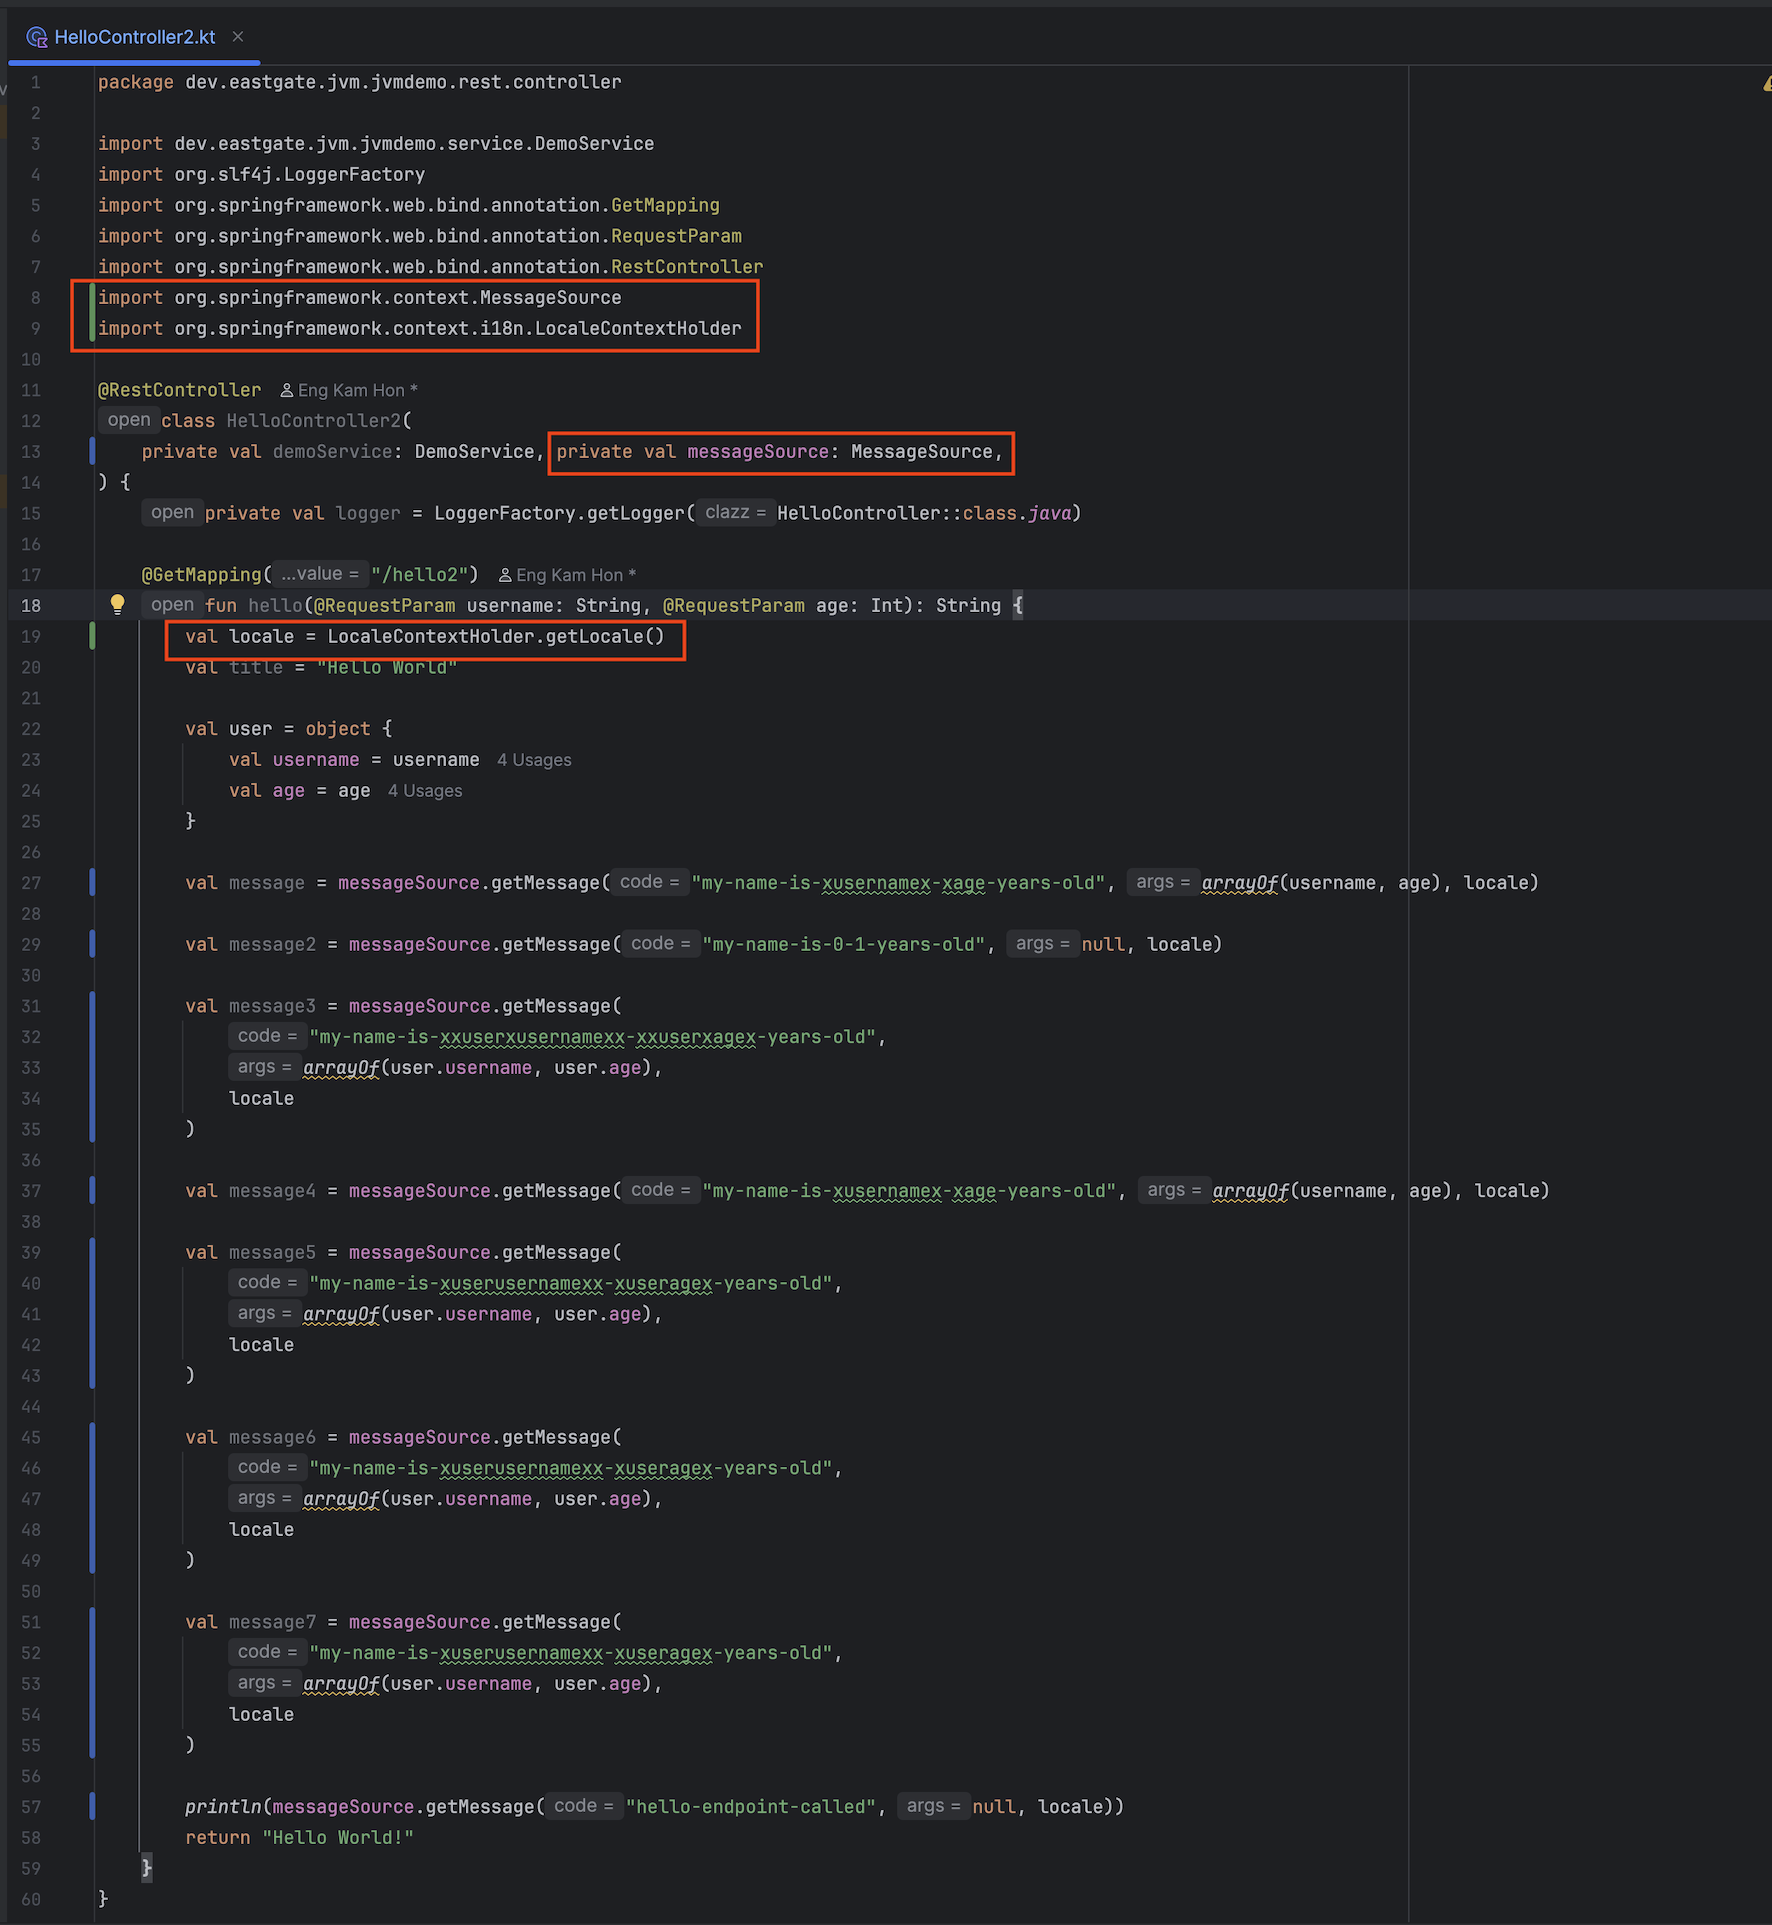 HelloController2.kt ×
1 package dev.eastgate.jvm.jvmdemo.rest.controller
2
3 import dev.eastgate.jvm.jvmdemo.service.DemoService
4 import org.slf4j.LoggerFactory
5 import org.springframework.web.bind.annotation.GetMapping
6 import org.springframework.web.bind.annotation.RequestParam
7 import org.springframework.web.bind.annotation.RestController
8 import org.springframework.context.MessageSource
9 import org.springframework.context.i18n.LocaleContextHolder
10
11 @RestController Eng Kam Hon *
12 open class HelloController2(
13 private val demoService: DemoService, private val messageSource: MessageSource,
14 ) {
15 open private val logger = LoggerFactory.getLogger( clazz = HelloController::class.java)
16
17 @GetMapping( ...value = "/hello2") Eng Kam Hon *
18 open fun hello(@RequestParam username: String, @RequestParam age: Int): String {
19 val locale = LocaleContextHolder.getLocale()
20 val title = "Hello World"
21
22 val user = object {
23 val username = username 4 Usages
24 val age = age 4 Usages
25 }
26
27 val message = messageSource.getMessage( code = "my-name-is-xusernamex-xage-years-old", args = arrayOf(username, age), locale)
28
29 val message2 = messageSource.getMessage( code = "my-name-is-0-1-years-old", args = null, locale)
30
31 val message3 = messageSource.getMessage(
32 code = "my-name-is-xxuserxusernamexx-xxuserxagex-years-old",
33 args = arrayOf(user.username, user.age),
34 locale
35 )
36
37 val message4 = messageSource.getMessage( code = "my-name-is-xusernamex-xage-years-old", args = arrayOf(username, age), locale)
38
39 val message5 = messageSource.getMessage(
40 code = "my-name-is-xuserusernamexx-xuseragex-years-old",
41 args = arrayOf(user.username, user.age),
42 locale
43 )
44
45 val message6 = messageSource.getMessage(
46 code = "my-name-is-xuserusernamexx-xuseragex-years-old",
47 args = arrayOf(user.username, user.age),
48 locale
49 )
50
51 val message7 = messageSource.getMessage(
52 code = "my-name-is-xuserusernamexx-xuseragex-years-old",
53 args = arrayOf(user.username, user.age),
54 locale
55 )
56
57 println(messageSource.getMessage( code = "hello-endpoint-called", args = null, locale))
58 return "Hello World!"
59 }
60 }